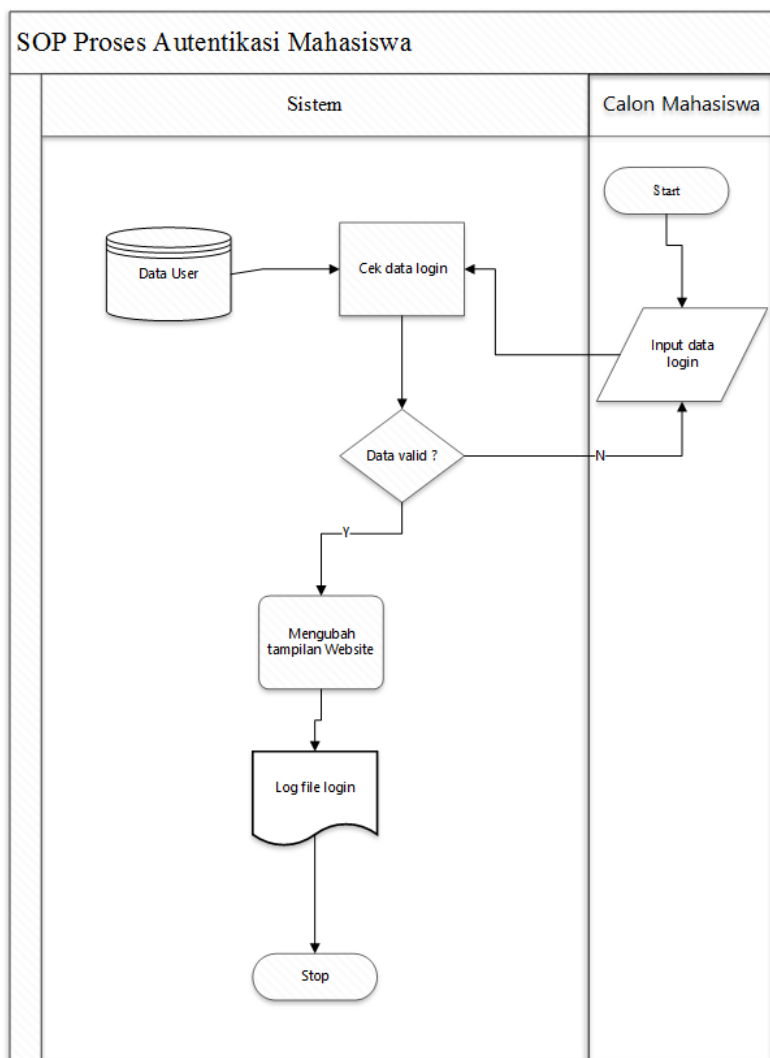 SOP Proses Autentikasi Mahasiswa
Sistem
Calon Mahasiswa
Start
Data User
Cek data login
Input data
login
Data valid ?
N
Y
Mengubah
tampilan Website
Log file login
Stop